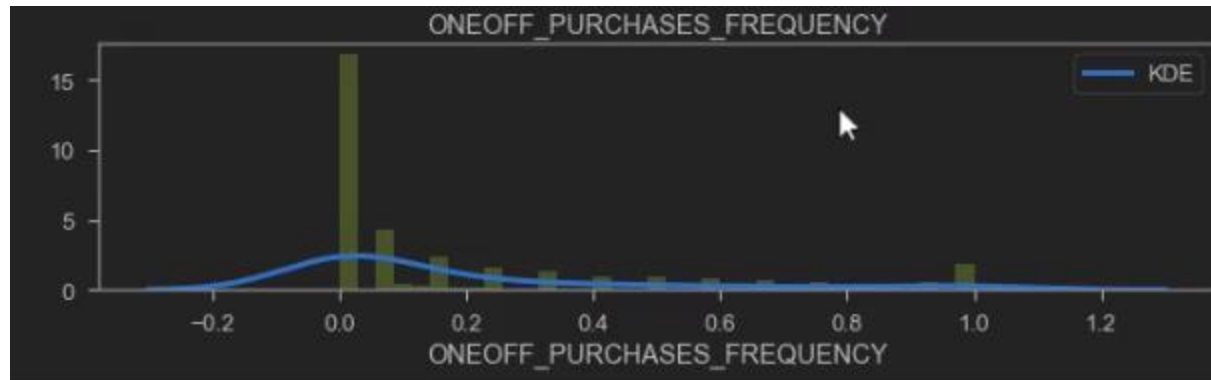 ONEOFF_PURCHASES_FREQUENCY
KDE
15
10
5
0
−0.2 0.0 0.2 0.4 0.6 0.8 1.0 1.2
ONEOFF_PURCHASES_FREQUENCY